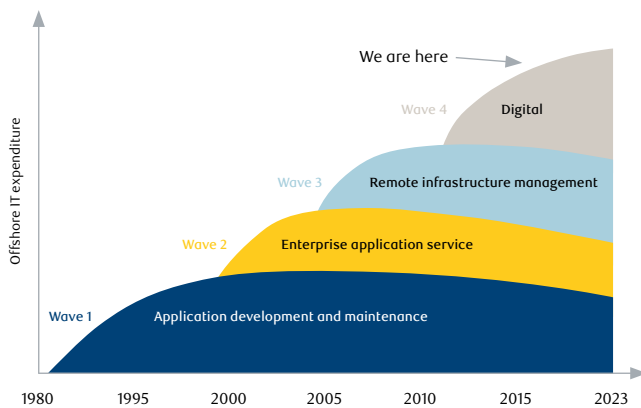 We are here
Wave 4
Digital
Wave 3
Remote infrastructure management
Wave 2
Enterprise application service
Wave 1
Application development and maintenance
Offshore IT expenditure
1980 1995 2000 2005 2010 2015 2023